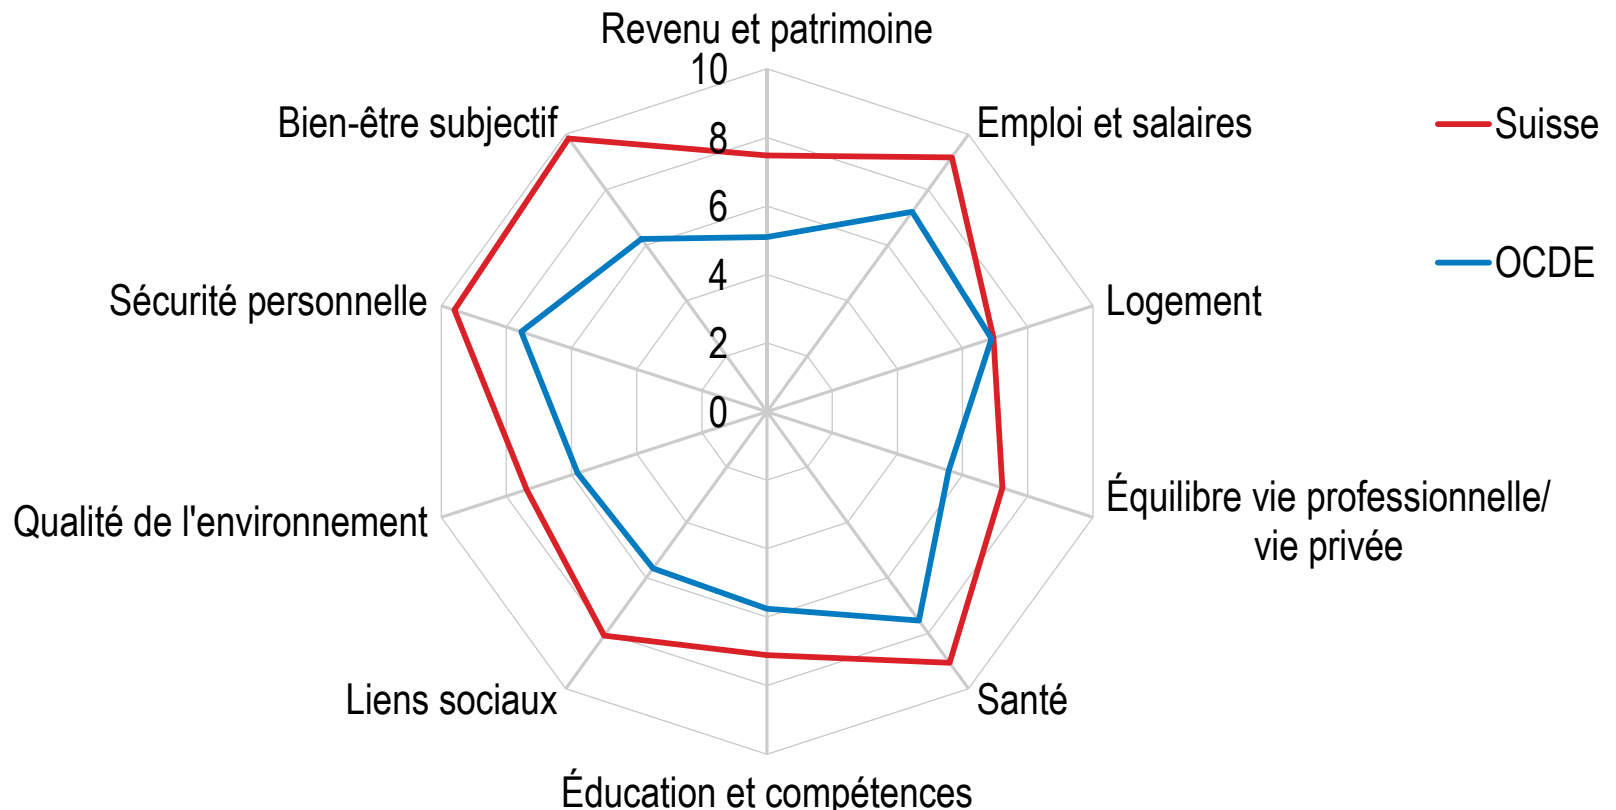 Revenu et patrimoine
10
Bien-être subjectif
Emploi et salaires
Suisse
8
6
OCDE
4
Sécurité personnelle
Logement
2
0
Qualité de l'environnement
Équilibre vie professionnelle/
vie privée
Liens sociaux
Santé
Éducation et compétences